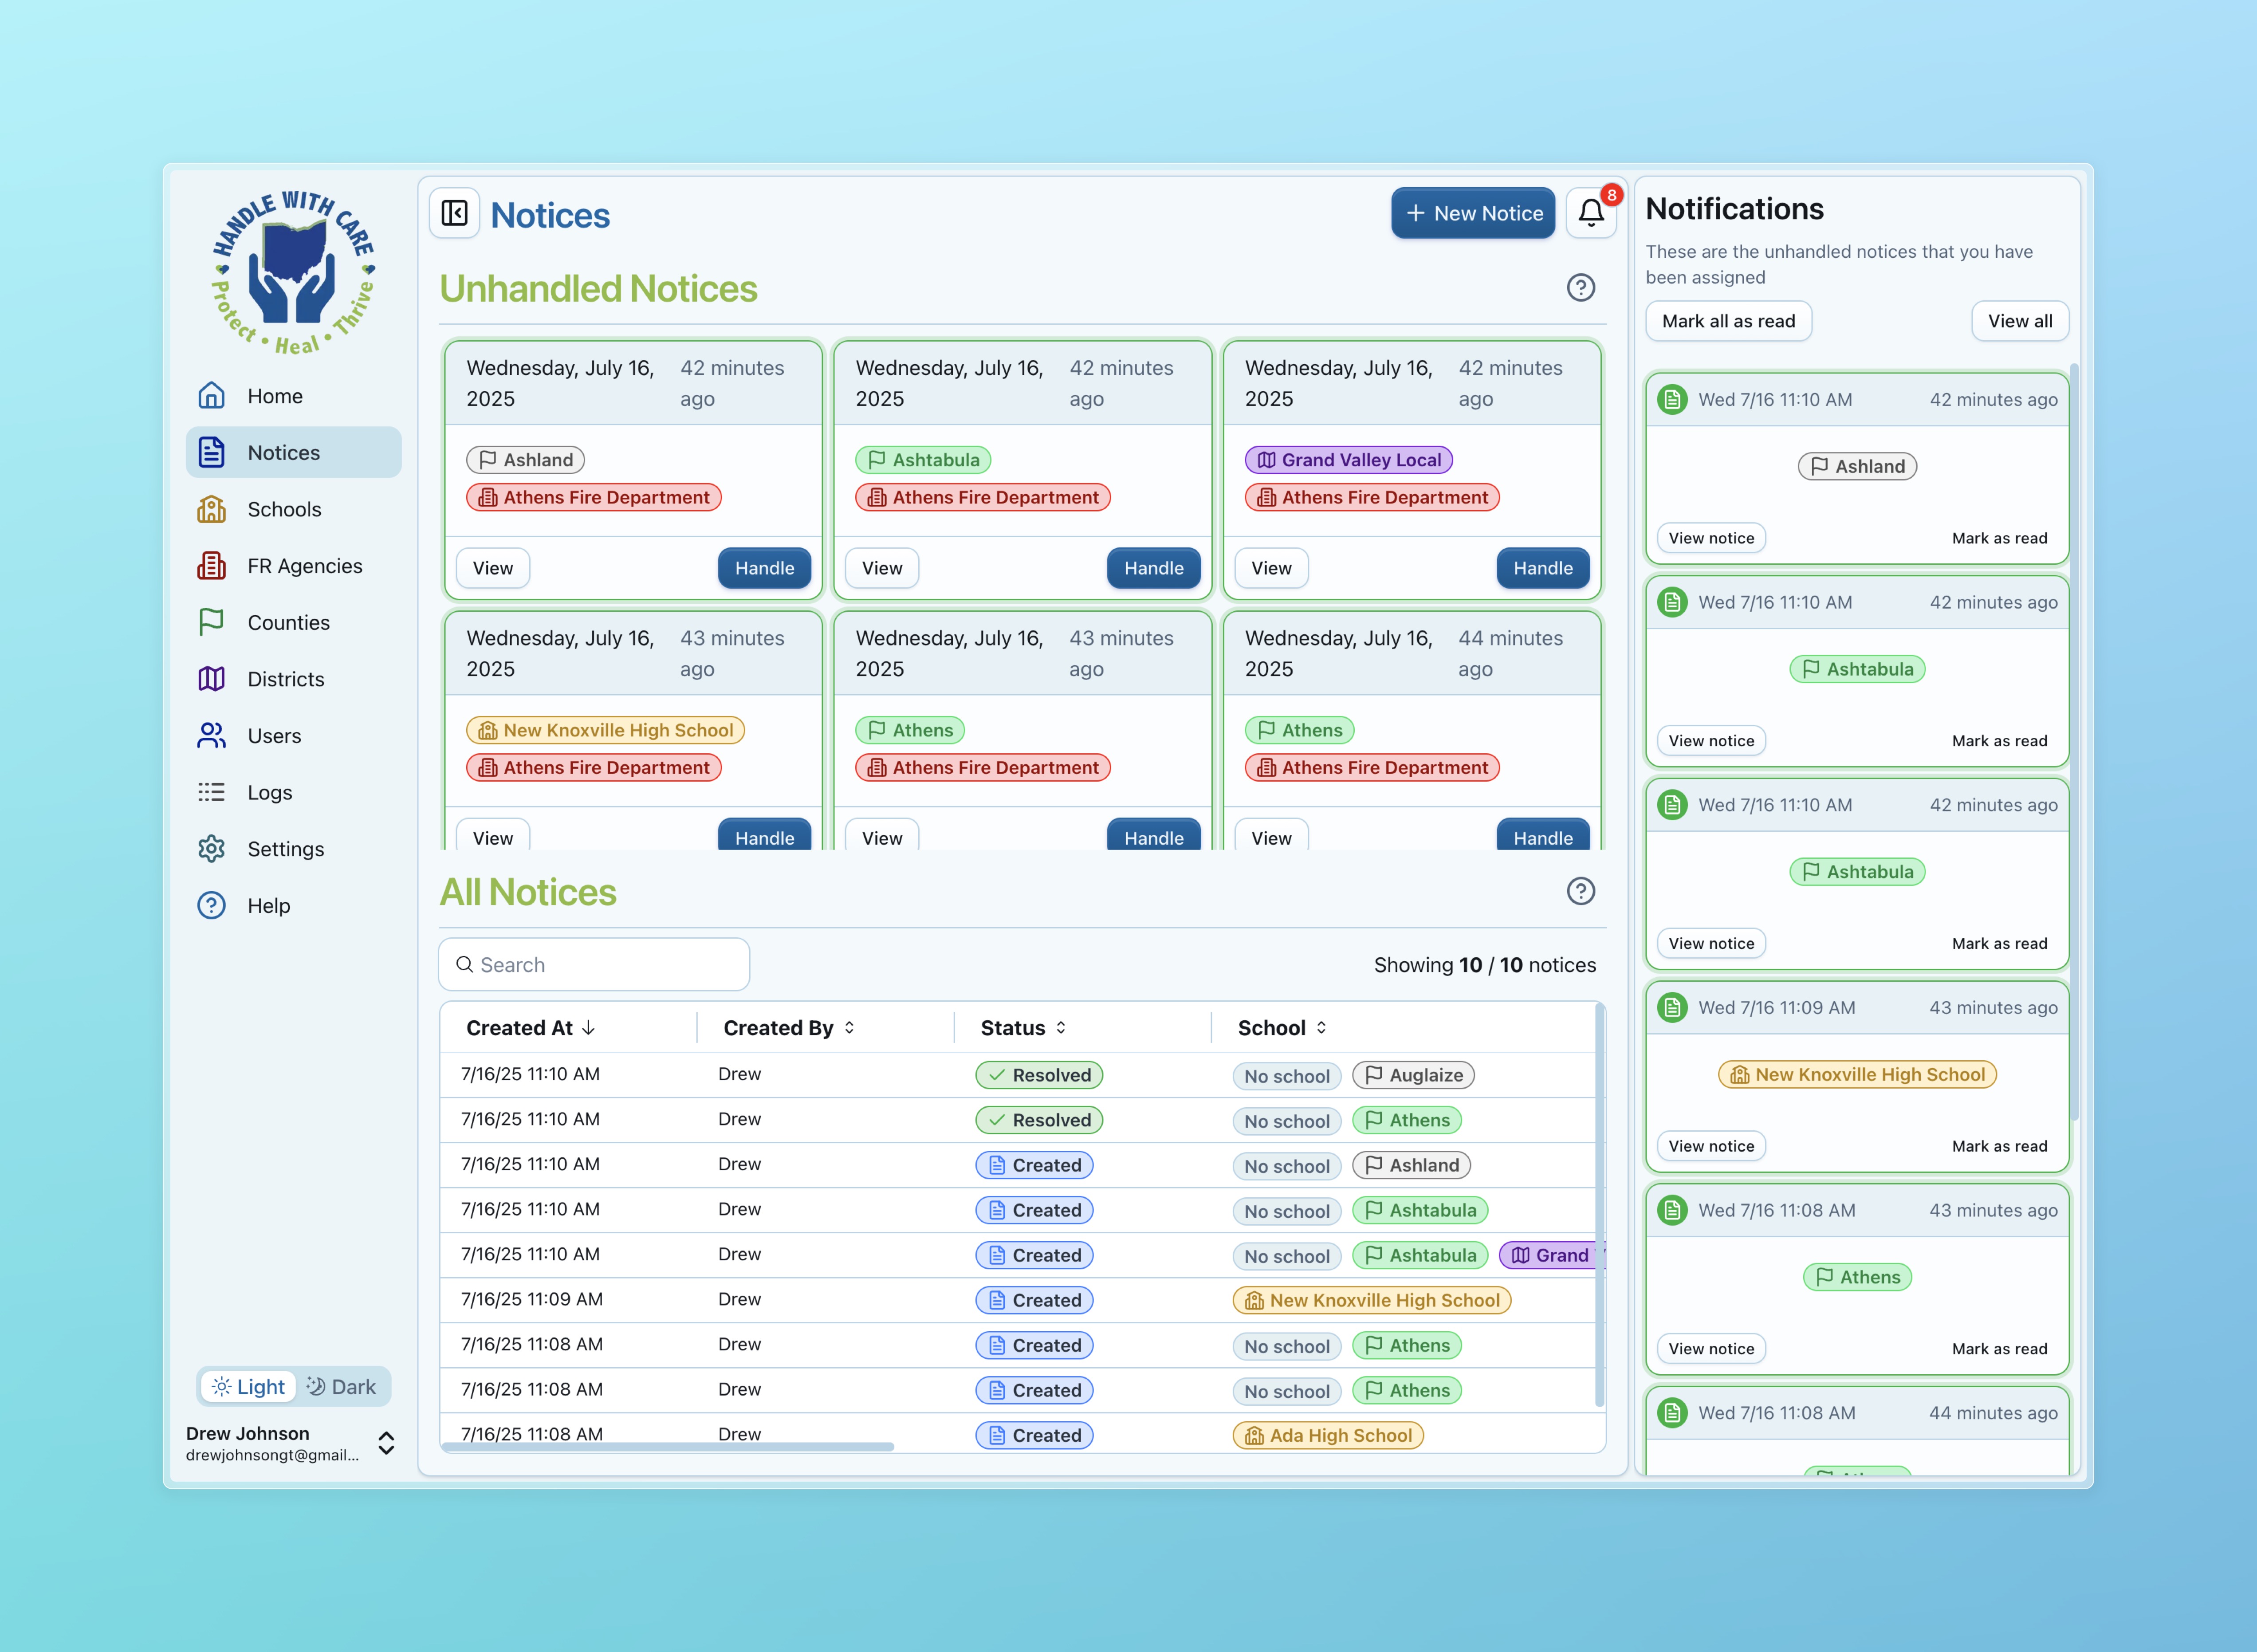 HANDLE WITH CARE
Protect • Heal • Thrive
Home
Notices
Schools
FR Agencies
Counties
Districts
Users
Logs
Settings
Help
Light Dark
Drew Johnson
drewjohnsongt@gmail...
Notices
+ New Notice
8
Unhandled Notices
Wednesday, July 16, 2025
42 minutes ago
Ashland
Athens Fire Department
View Handle
Wednesday, July 16, 2025
42 minutes ago
Ashtabula
Athens Fire Department
View Handle
Wednesday, July 16, 2025
42 minutes ago
Grand Valley Local
Athens Fire Department
View Handle
Wednesday, July 16, 2025
43 minutes ago
New Knoxville High School
Athens Fire Department
View Handle
Wednesday, July 16, 2025
43 minutes ago
Athens
Athens Fire Department
View Handle
Wednesday, July 16, 2025
44 minutes ago
Athens
Athens Fire Department
View Handle
All Notices
Search
Showing 10 / 10 notices
Created At Created By Status School
7/16/25 11:10 AM Drew Resolved No school Auglaize
7/16/25 11:10 AM Drew Resolved No school Athens
7/16/25 11:10 AM Drew Created No school Ashland
7/16/25 11:10 AM Drew Created No school Ashtabula
7/16/25 11:10 AM Drew Created No school Ashtabula Grand
7/16/25 11:09 AM Drew Created New Knoxville High School
7/16/25 11:08 AM Drew Created No school Athens
7/16/25 11:08 AM Drew Created No school Athens
7/16/25 11:08 AM Drew Created Ada High School
Notifications
These are the unhandled notices that you have
been assigned
Mark all as read View all
Wed 7/16 11:10 AM 42 minutes ago
Ashland
View notice Mark as read
Wed 7/16 11:10 AM 42 minutes ago
Ashtabula
View notice Mark as read
Wed 7/16 11:10 AM 42 minutes ago
Ashtabula
View notice Mark as read
Wed 7/16 11:09 AM 43 minutes ago
New Knoxville High School
View notice Mark as read
Wed 7/16 11:08 AM 43 minutes ago
Athens
View notice Mark as read
Wed 7/16 11:08 AM 44 minutes ago